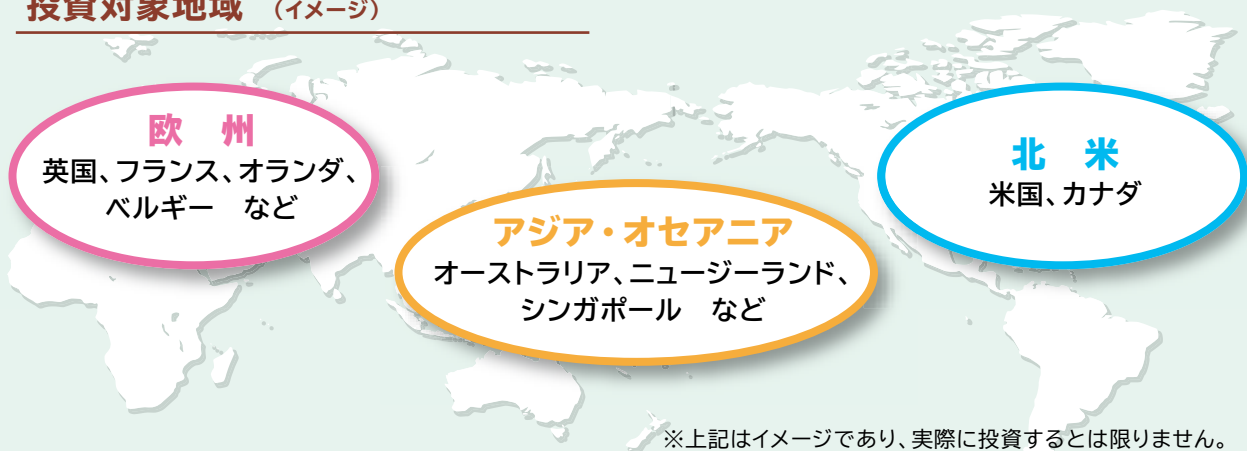 投資対象地域 （イメージ）
欧　州
英国、フランス、オランダ、
ベルギー　など
北　米
米国、カナダ
アジア・オセアニア
オーストラリア、ニュージーランド、
シンガポール　など
※上記はイメージであり、実際に投資するとは限りません。